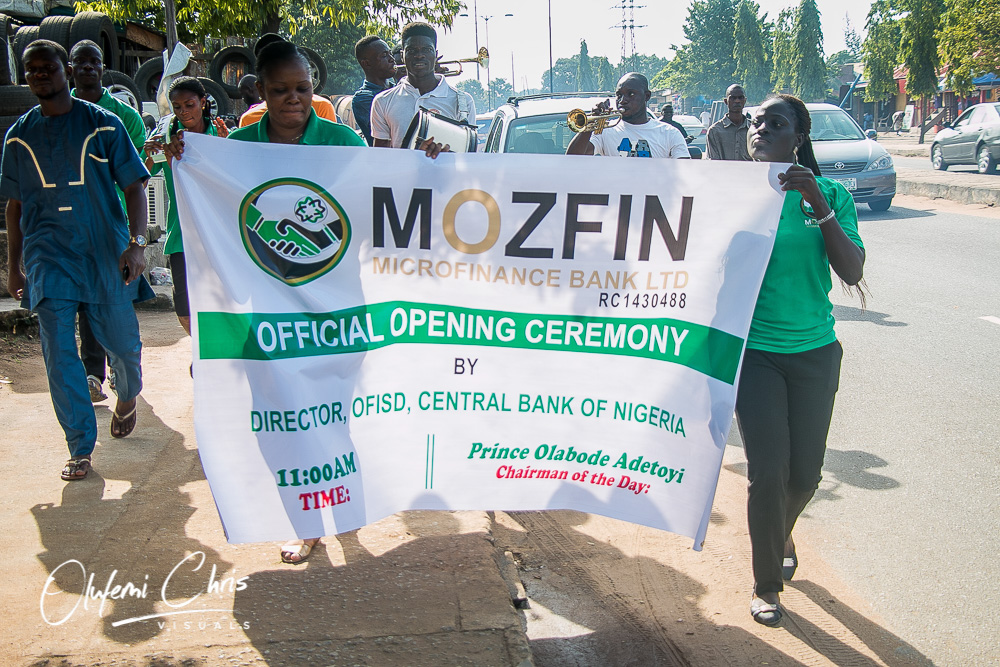 MOZFIN
MICROFINANCE BANK LTD
RC1430488
OFFICIAL OPENING CEREMONY
BY
DIRECTOR, OFISD, CENTRAL BANK OF NIGERIA
11:00AM
TIME:
Prince Olabode Adetoyi
Chairman of the Day:
Olufemi Chris
VISUALS